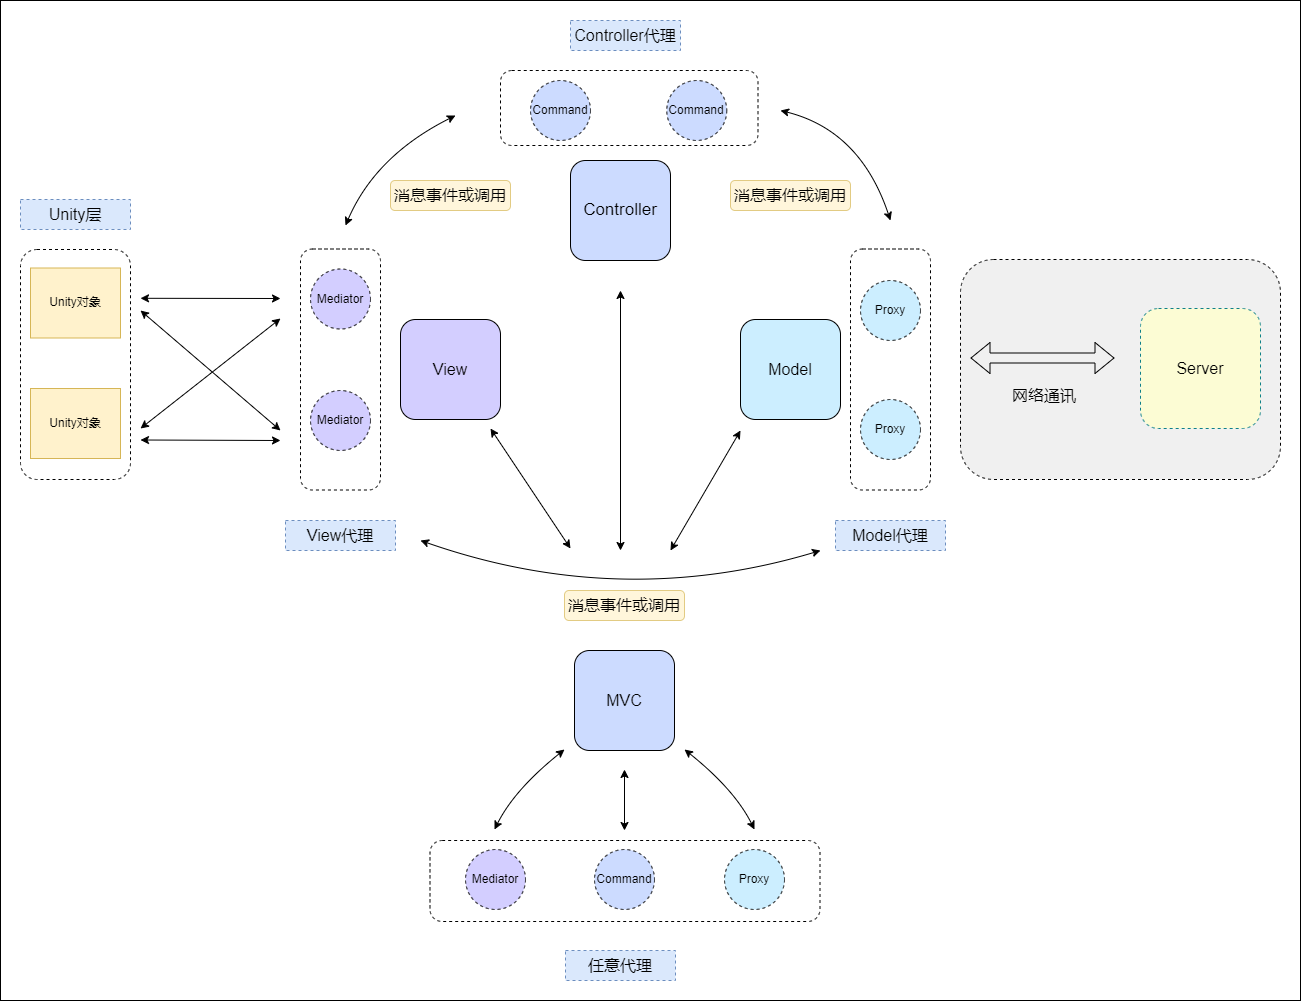 Controller代理
Command
Command
消息事件或调用
消息事件或调用
Controller
Unity层
Unity对象
Unity对象
Mediator
Mediator
View
Model
Proxy
Proxy
网络通讯
Server
View代理
Model代理
消息事件或调用
MVC
Mediator
Command
Proxy
任意代理